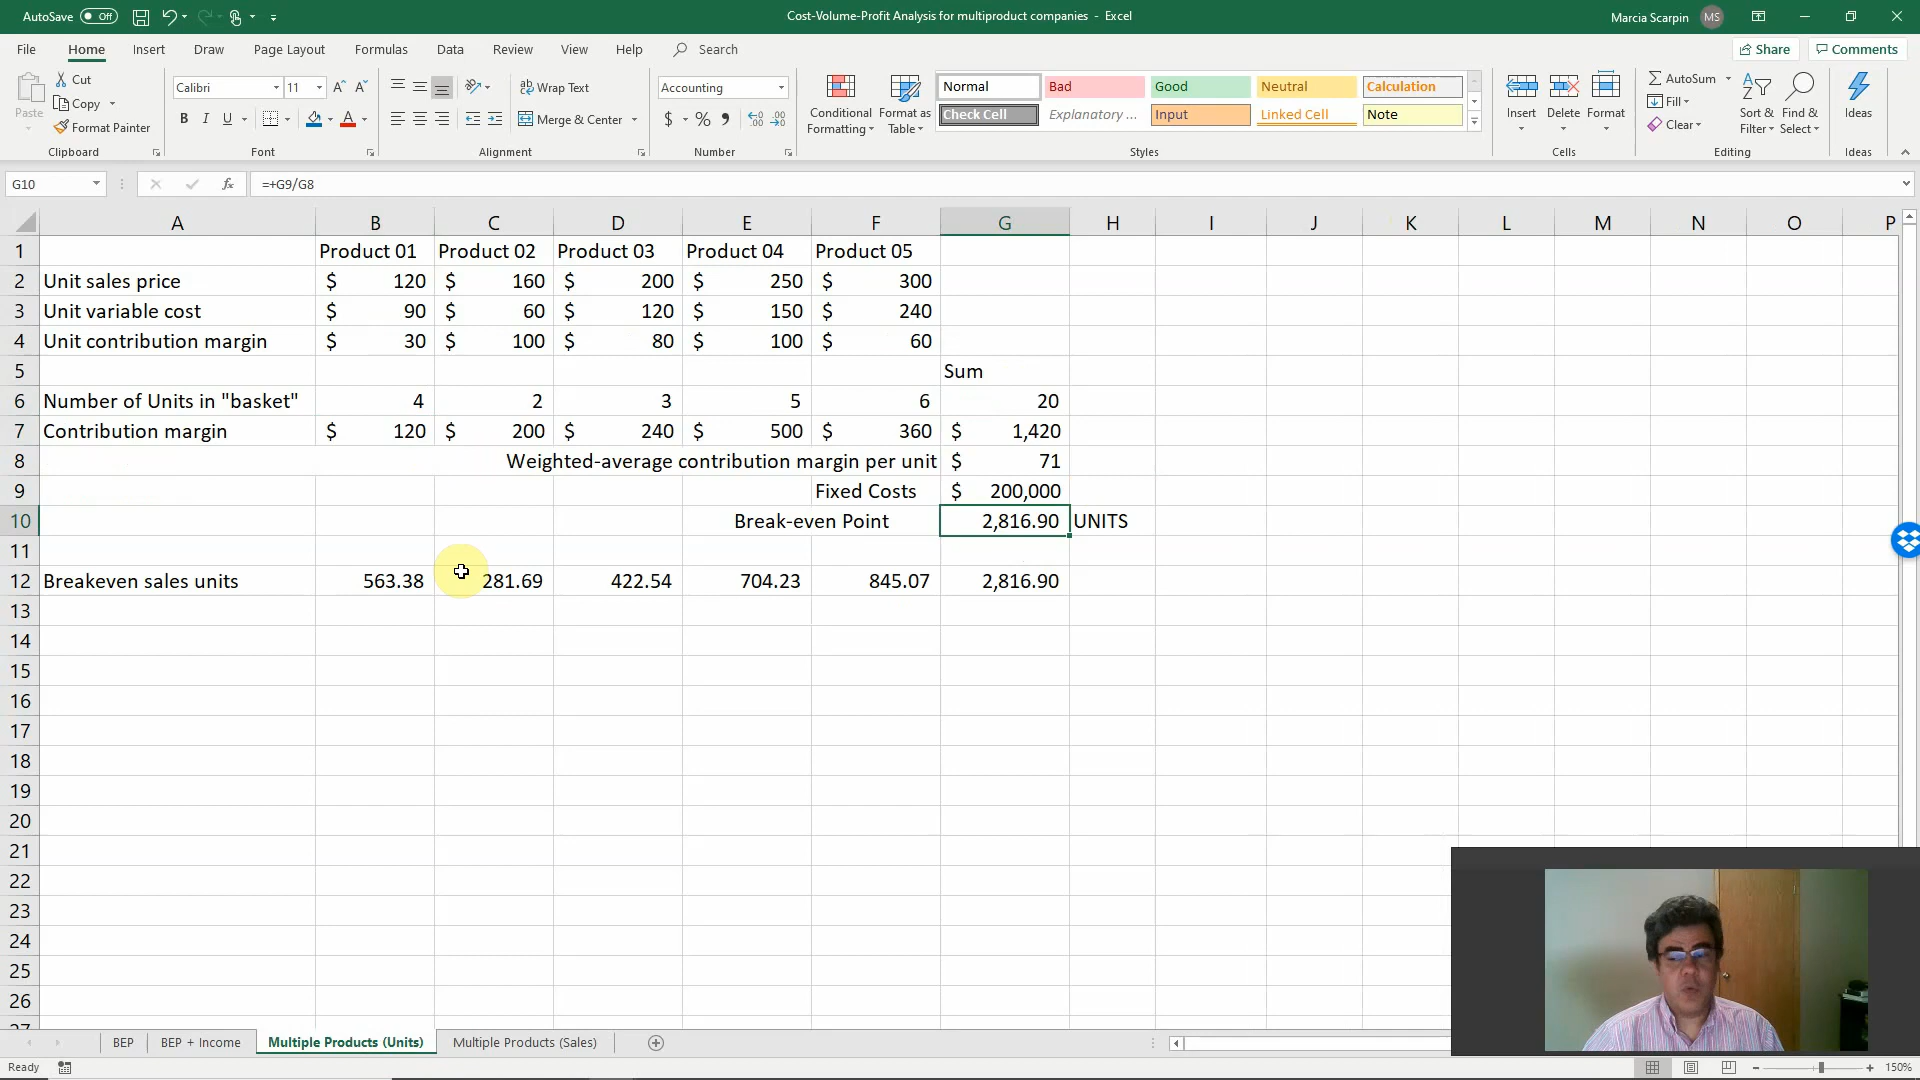 AutoSave Off Cost-Volume-Profit Analysis for multiproduct companies - Excel Marcia Scarpin MS
File Home Insert Draw Page Layout Formulas Data Review View Help Search Share Comments
Paste Cut Copy Format Painter
Calibri 11 B I U A A A
Wrap Text Merge & Center
Accounting $ % ,
Conditional Formatting Format as Table
Normal Bad Good Neutral Calculation
Check Cell Explanatory ... Input Linked Cell Note
Insert Delete Format
AutoSum Fill Clear Sort & Filter Find & Select Ideas
Clipboard Font Alignment Number Styles Cells Editing Ideas
G10 fx =+G9/G8
A B C D E F G H I J K L M N O P
1 Product 01 Product 02 Product 03 Product 04 Product 05
2 Unit sales price $ 120 $ 160 $ 200 $ 250 $ 300
3 Unit variable cost $ 90 $ 60 $ 120 $ 150 $ 240
4 Unit contribution margin $ 30 $ 100 $ 80 $ 100 $ 60
5 Sum
6 Number of Units in "basket" 4 2 3 5 6 20
7 Contribution margin $ 120 $ 200 $ 240 $ 500 $ 360 $ 1,420
8 Weighted-average contribution margin per unit $ 71
9 Fixed Costs $ 200,000
10 Break-even Point 2,816.90 UNITS
11
12 Breakeven sales units 563.38 281.69 422.54 704.23 845.07 2,816.90
13
14
15
16
17
18
19
20
21
22
23
24
25
26
27
BEP BEP + Income Multiple Products (Units) Multiple Products (Sales)
Ready 150%